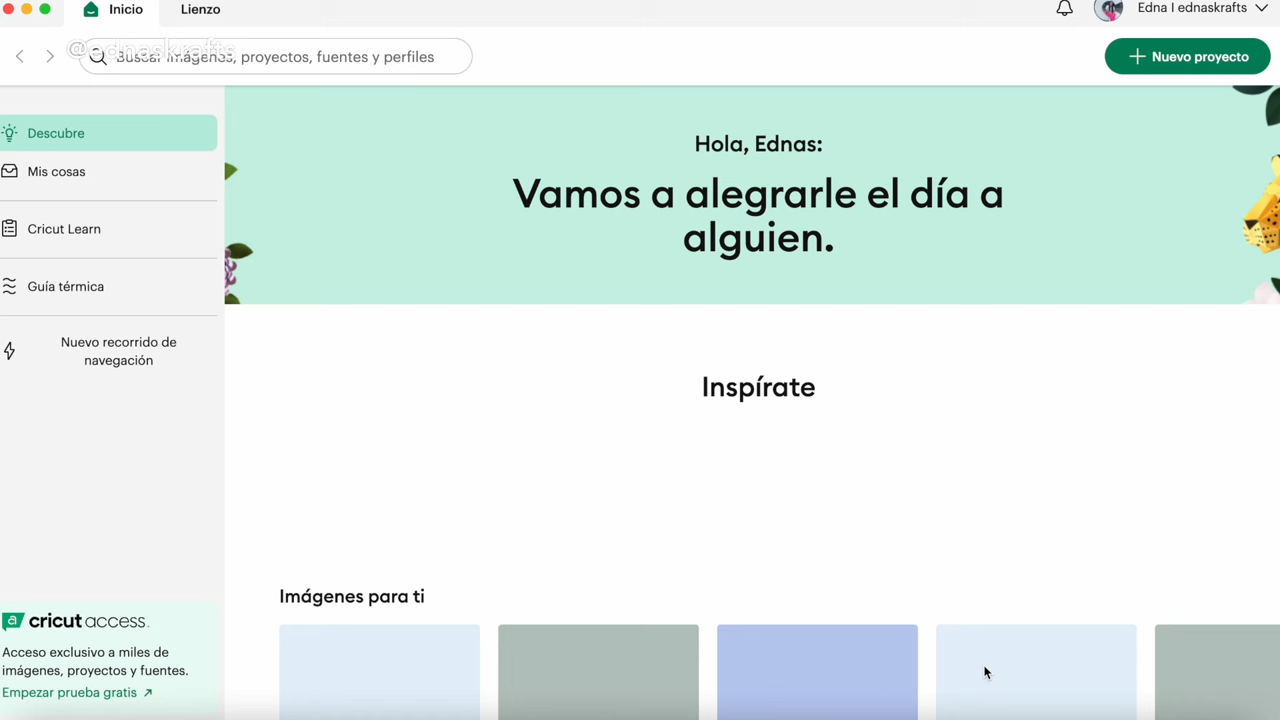 Inicio
Lienzo
Edna I ednaskrafts
@ednaskrafts
Buscar imágenes, proyectos, fuentes y perfiles
Nuevo proyecto
Descubre
Mis cosas
Cricut Learn
Guía térmica
Nuevo recorrido de
navegación
Hola, Ednas:
Vamos a alegrarle el día a
alguien.
Inspírate
Imágenes para ti
a cricut access.
Acceso exclusivo a miles de
imágenes, proyectos y fuentes.
Empezar prueba gratis